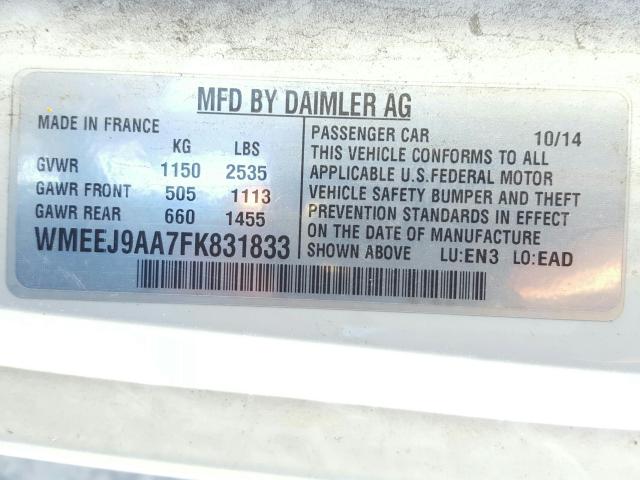 MFD BY DAIMLER AG
MADE IN FRANCE
KG LBS
GVWR 1150 2535
GAWR FRONT 505 1113
GAWR REAR 660 1455
WMEEJ9AA7FK831833
PASSENGER CAR 10/14
THIS VEHICLE CONFORMS TO ALL
APPLICABLE U.S.FEDERAL MOTOR
VEHICLE SAFETY BUMPER AND THEFT
PREVENTION STANDARDS IN EFFECT
ON THE DATE OF MANUFACTURE
SHOWN ABOVE LU:EN3 LO:EAD